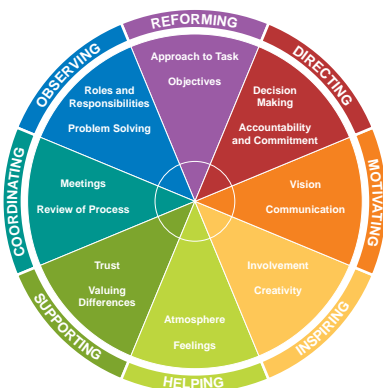 REFORMING
Approach to Task
Objectives
DIRECTING
Decision
Making
Accountability
and Commitment
MOTIVATING
Vision
Communication
INSPIRING
Involvement
Creativity
HELPING
Atmosphere
Feelings
SUPPORTING
Trust
Valuing
Differences
COORDINATING
Meetings
Review of Process
OBSERVING
Roles and
Responsibilities
Problem Solving